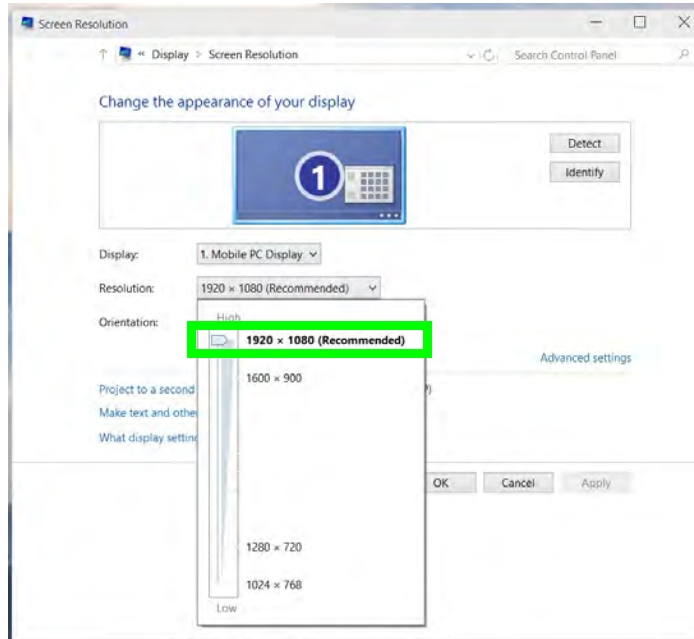 Screen Resolution
« Display > Screen Resolution
Search Control Panel
Change the appearance of your display
1
Detect
Identify
Display: 1. Mobile PC Display
Resolution: 1920 × 1080 (Recommended)
Orientation: High
1920 × 1080 (Recommended)
Advanced settings
1600 × 900
Project to a second
Make text and othe
What display settin
OK Cancel Apply
1280 × 720
1024 × 768
Low